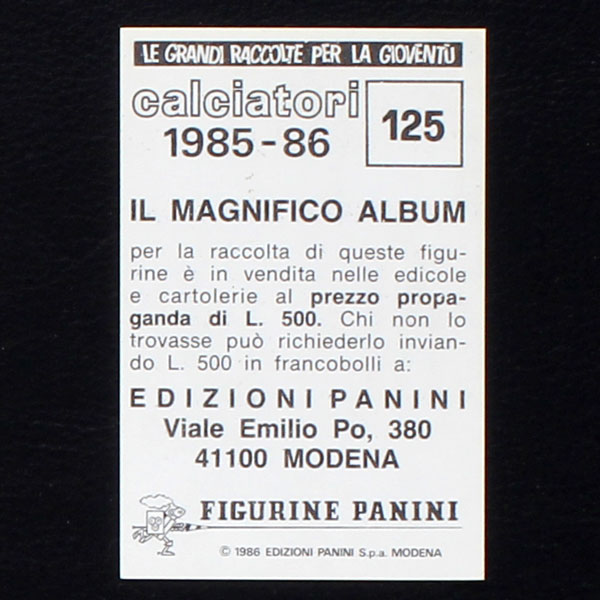 LE GRANDI RACCOLTE PER LA GIOVENTÙ
calciatori
1985-86
125
IL MAGNIFICO ALBUM
per la raccolta di queste figu-
rine è in vendita nelle edicole
e cartolerie al prezzo propa-
ganda di L. 500. Chi non lo
trovasse può richiederlo invian-
do L. 500 in francobolli a:
EDIZIONI PANINI
Viale Emilio Po, 380
41100 MODENA
FIGURINE PANINI
© 1986 EDIZIONI PANINI S.p.a. MODENA